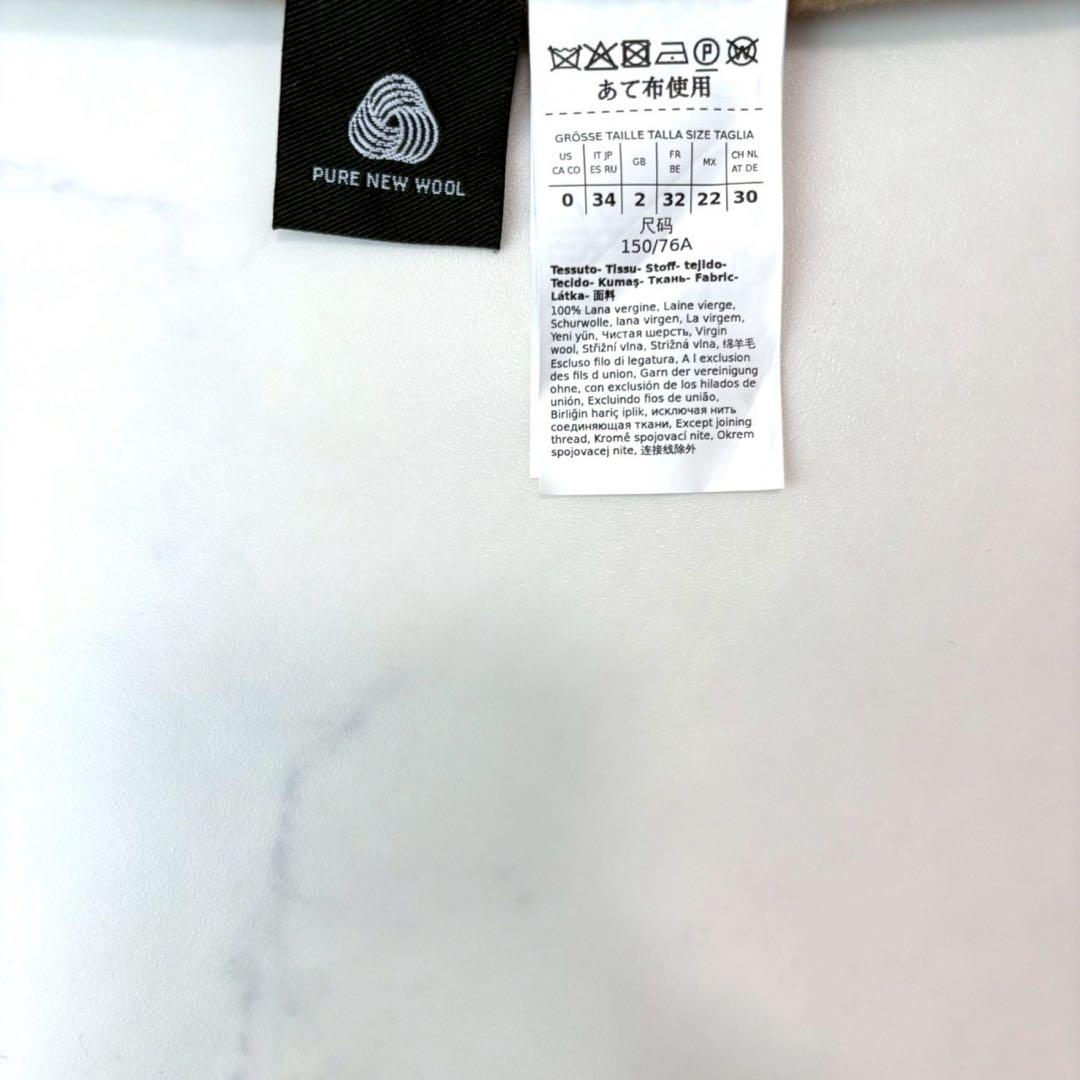 PURE NEW WOOL
P W
あて布使用
GRÖSSE TAILLE TALLA SIZE TAGLIA
US IT JP GB FR MX CH NL
CA CO ES RU BE AT DE
0 34 2 32 22 30
尺码
150/76A
Tessuto- Tissu- Stoff- tejido-
Tecido- Kumaş- Ткань- Fabric-
Látka- 面料
100% Lana vergine, Laine vierge,
Schurwolle, lana virgen, La virgem,
Yeni yün, Чистая шерсть, Virgin
wool, Střižní vlna, Strižná vlna, 绵羊毛
Escluso filo di legatura, A l exclusion
des fils d union, Garn der vereinigung
ohne, con exclusión de los hilados de
unión, Excluindo fios de união,
Birliğin hariç iplik, исключая нить
соединяющая ткани, Except joining
thread, Kromě spojovací nite, Okrem
spojovacej nite, 连接线除外